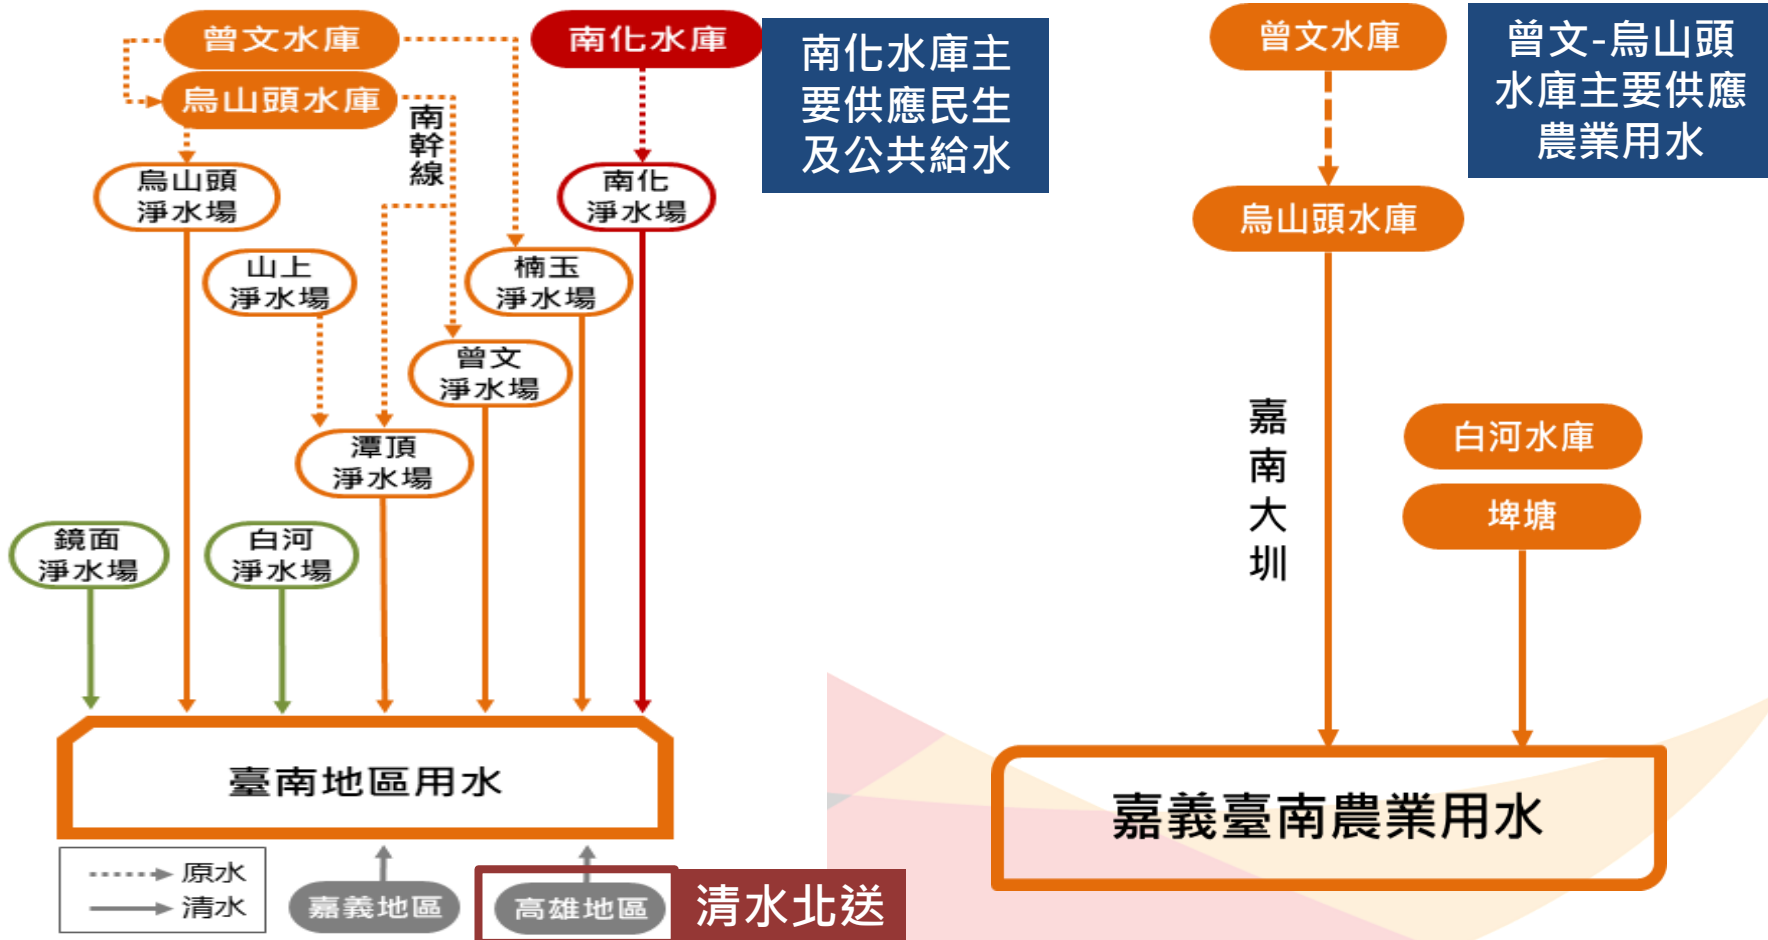 曾文水庫
烏山頭水庫
南化水庫
南化水庫主
要供應民生
及公共給水
南幹線
烏山頭
淨水場
南化
淨水場
山上
淨水場
楠玉
淨水場
曾文
淨水場
潭頂
淨水場
鏡面
淨水場
白河
淨水場
臺南地區用水
原水
清水
嘉義地區
高雄地區
清水北送
曾文水庫
曾文-烏山頭
水庫主要供應
農業用水
烏山頭水庫
嘉南大圳
白河水庫
埤塘
嘉義臺南農業用水